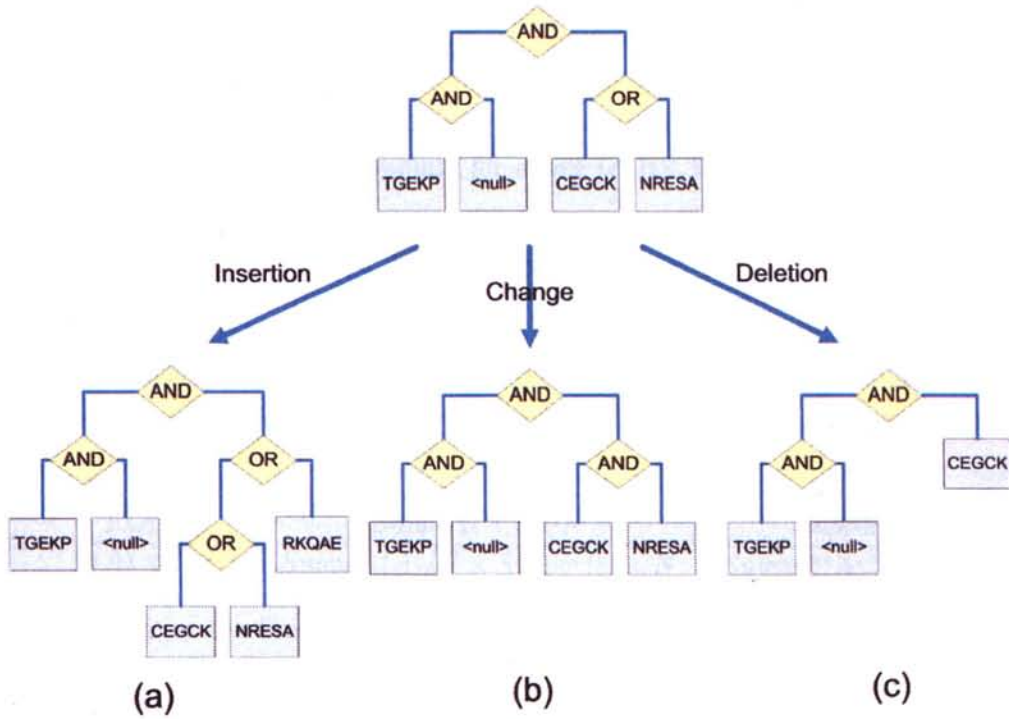 AND
AND OR
TGEKP <null> CEGCK NRESA
Insertion Change Deletion
AND AND AND
AND OR AND AND AND CEGCK
TGEKP <null> OR RKQAE TGEKP <null> CEGCK NRESA TGEKP <null>
CEGCK NRESA
(a) (b) (c)